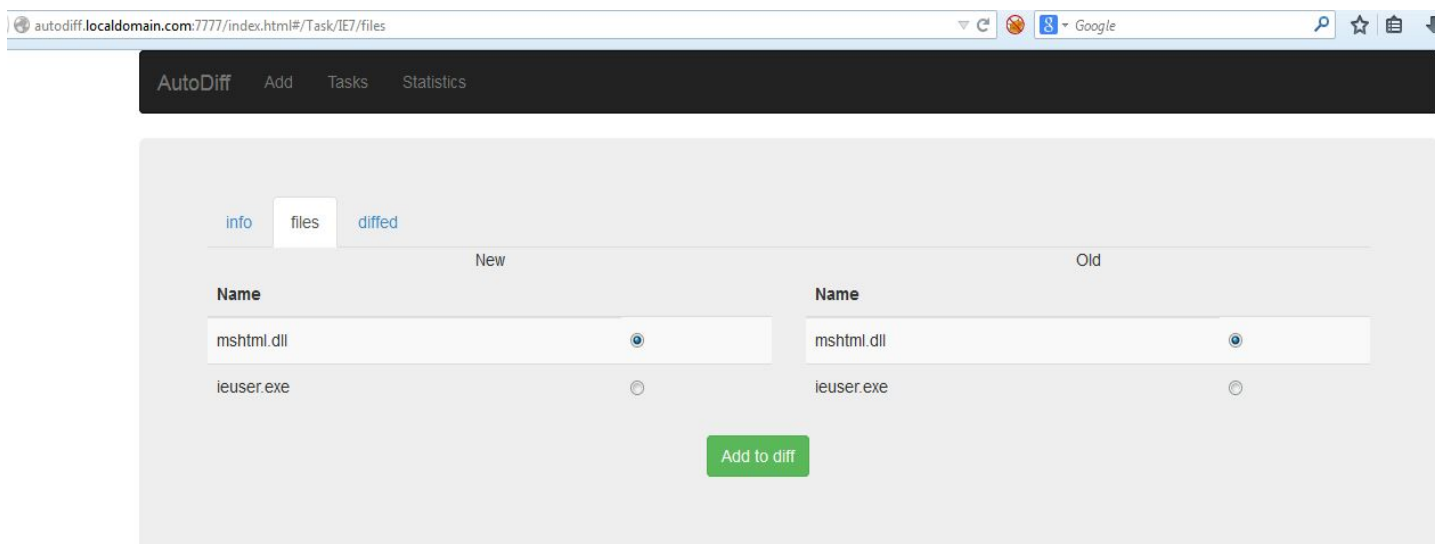 autodiff.localdomain.com:7777/index.html#/Task/IE7/files
8 Google
AutoDiff Add Tasks Statistics
info files diffed
New Old
Name Name
mshtml.dll mshtml.dll
ieuser.exe ieuser.exe
Add to diff